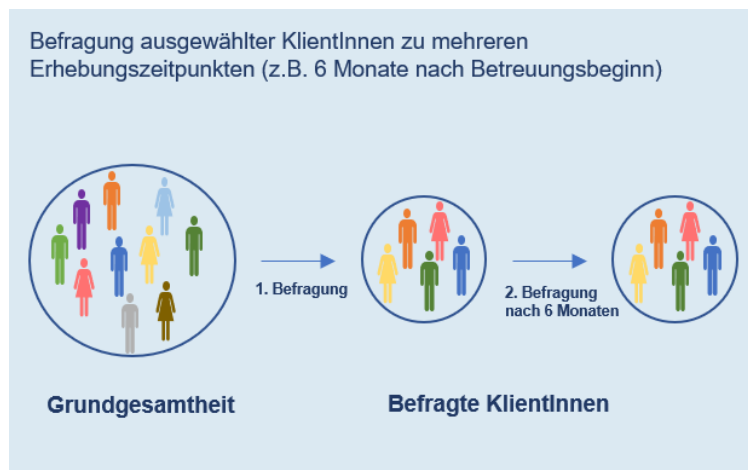 Befragung ausgewählter KlientInnen zu mehreren
Erhebungszeitpunkten (z.B. 6 Monate nach Betreuungsbeginn)
1. Befragung
2. Befragung
nach 6 Monaten
Grundgesamtheit
Befragte KlientInnen